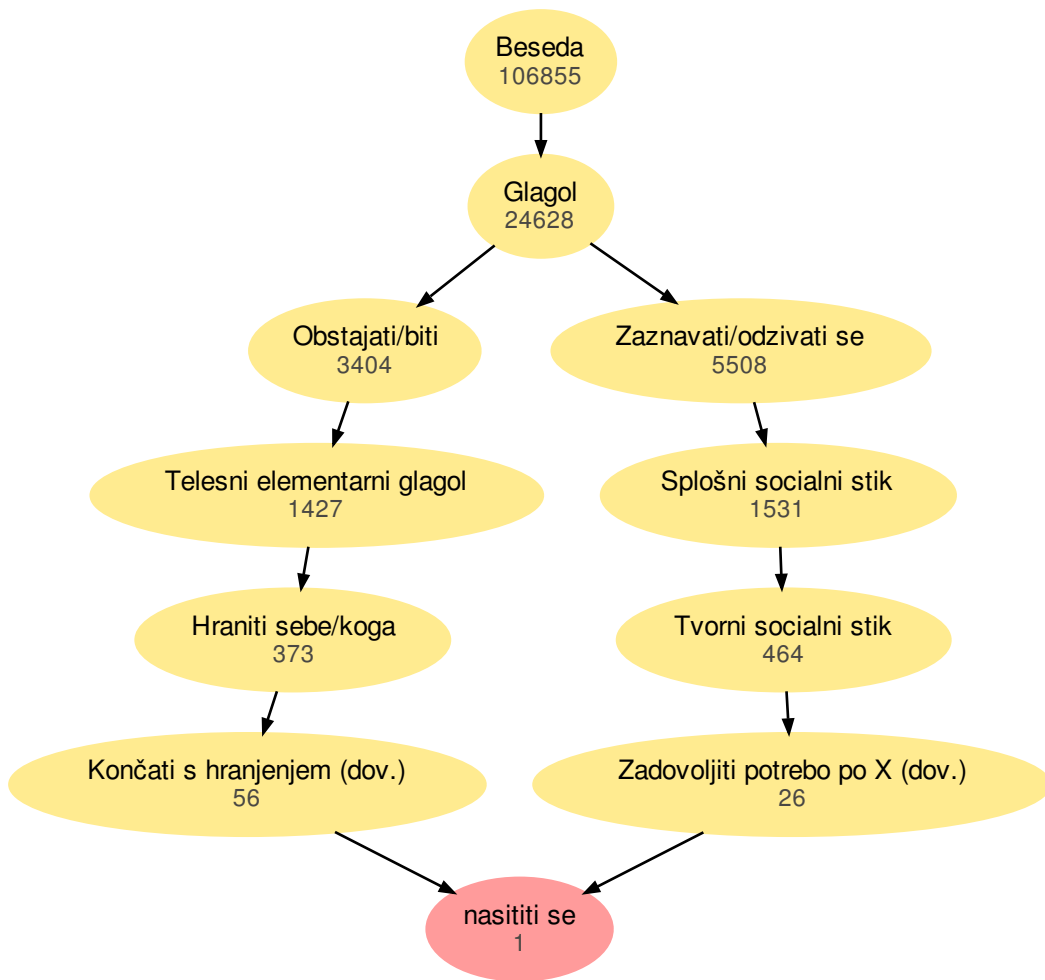 Beseda
106855
Glagol
24628
Obstajati/biti
3404
Zaznavati/odzivati se
5508
Telesni elementarni glagol
1427
Splošni socialni stik
1531
Hraniti sebe/koga
373
Tvorni socialni stik
464
Končati s hranjenjem (dov.)
56
Zadovoljiti potrebo po X (dov.)
26
nasititi se
1